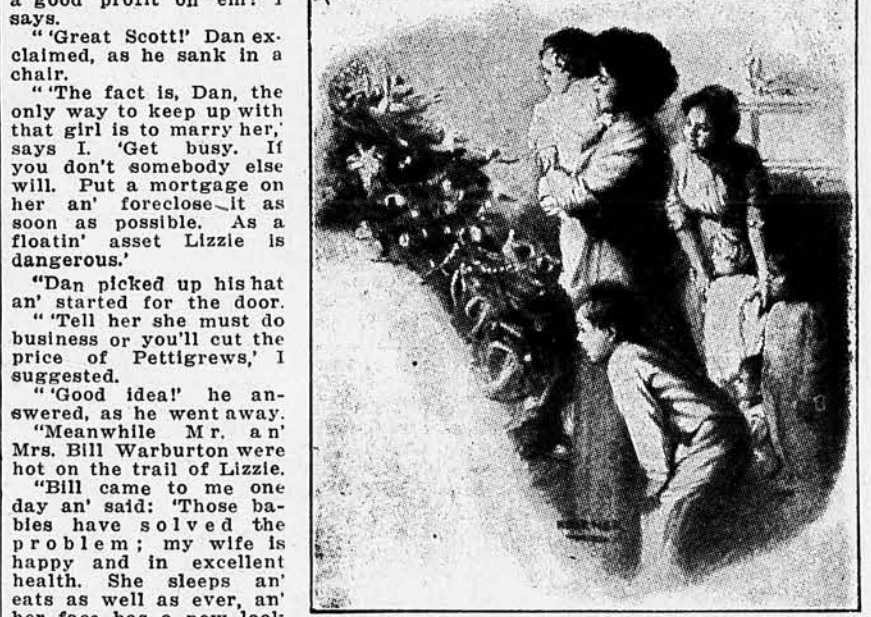 a good profit on em!' I
says.
"'Great Scott!' Dan ex-
claimed, as he sank in a
chair.
"'The fact is, Dan, the
only way to keep up with
that girl is to marry her,'
says I. 'Get busy. If
you don't somebody else
will. Put a mortgage on
her an' foreclose it as
soon as possible. As a
floatin' asset Lizzie is
dangerous.'
"Dan picked up his hat
an' started for the door.
"'Tell her she must do
business or you'll cut the
price of Pettigrews,' I
suggested.
"'Good idea!' he an-
swered, as he went away.
"Meanwhile Mr. an'
Mrs. Bill Warburton were
hot on the trail of Lizzie.
"Bill came to me one
day an' said: 'Those ba-
bies have solved the
problem; my wife is
happy and in excellent
health. She sleeps an'
eats as well as ever, an'
her face has a new look